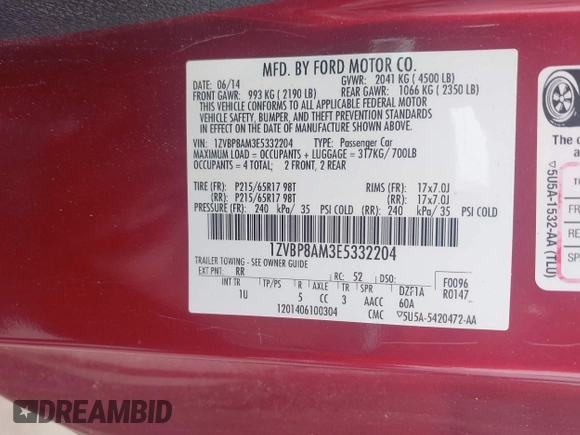 MFD. BY FORD MOTOR CO.
DATE: 06/14 GVWR: 2041 KG ( 4500 LB)
FRONT GAWR: 993 KG ( 2190 LB) REAR GAWR: 1066 KG ( 2350 LB)
THIS VEHICLE CONFORMS TO ALL APPLICABLE FEDERAL MOTOR
VEHICLE SAFETY, BUMPER, AND THEFT PREVENTION STANDARDS
IN EFFECT ON THE DATE OF MANUFACTURE SHOWN ABOVE.
VIN: 1ZVBP8AM3E5332204 TYPE: Passenger Car
MAXIMUM LOAD = OCCUPANTS + LUGGAGE = 317KG/ 700LB
OCCUPANTS = 4 TOTAL; 2 FRONT, 2 REAR
TIRE (FR): P215/65R17 98T RIMS (FR): 17x7.0J
(RR): P215/65R17 98T (RR): 17x7.0J
PRESSURE (FR): 240 kPa/ 35 PSI COLD (RR): 240 kPa/35 PSI COLD
1ZVBP8AM3E5332204
TRAILER TOWING - SEE OWNER GUIDE
EXT PNT: RR RC: 52 DSO: F0096
INT TR TP/PS R AXLE TR SPR DZF1A R0147
1U 5 CC 3 AACC 60A
1201406100304 CMC ▽5U5A-5420472-AA
The c
a
▽5U5A-1532-AA (TLU)
FR
RE
SP
DREAMBID